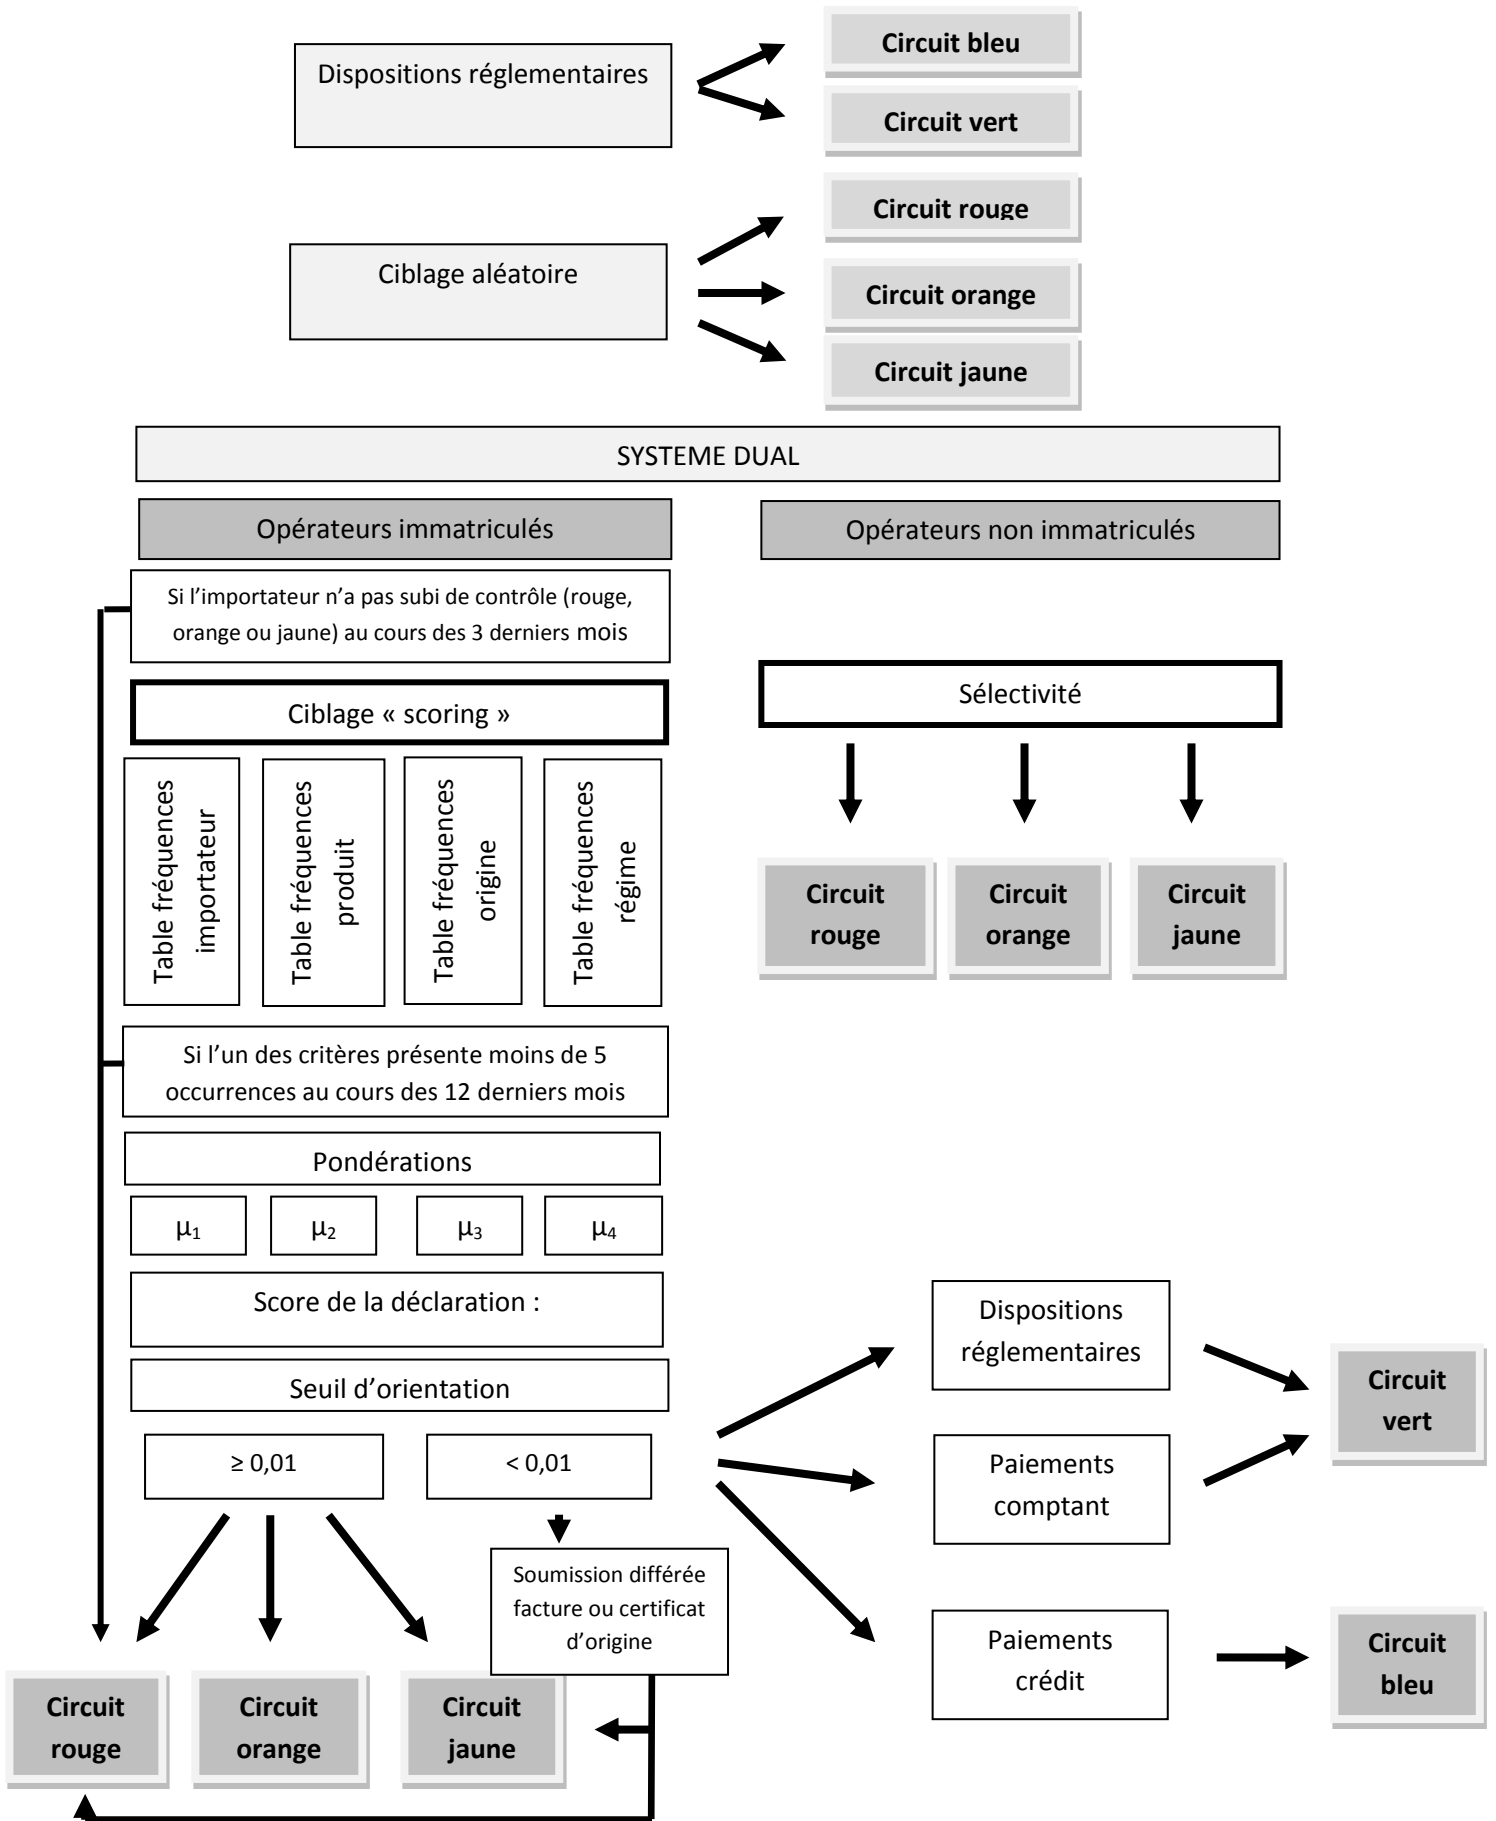 Dispositions réglementaires
Circuit bleu
Circuit vert
Ciblage aléatoire
Circuit rouge
Circuit orange
Circuit jaune
SYSTEME DUAL
Opérateurs immatriculés
Opérateurs non immatriculés
Si l’importateur n’a pas subi de contrôle (rouge,
orange ou jaune) au cours des 3 derniers mois
Ciblage « scoring »
Sélectivité
Table fréquences
importateur
Table fréquences
produit
Table fréquences
origine
Table fréquences
régime
Circuit
rouge
Circuit
orange
Circuit
jaune
Si l’un des critères présente moins de 5
occurrences au cours des 12 derniers mois
Pondérations
μ1
μ2
μ3
μ4
Score de la déclaration :
Seuil d’orientation
≥ 0,01
< 0,01
Dispositions
réglementaires
Paiements
comptant
Paiements
crédit
Circuit
vert
Circuit
bleu
Soumission différée
facture ou certificat
d’origine
Circuit
rouge
Circuit
orange
Circuit
jaune